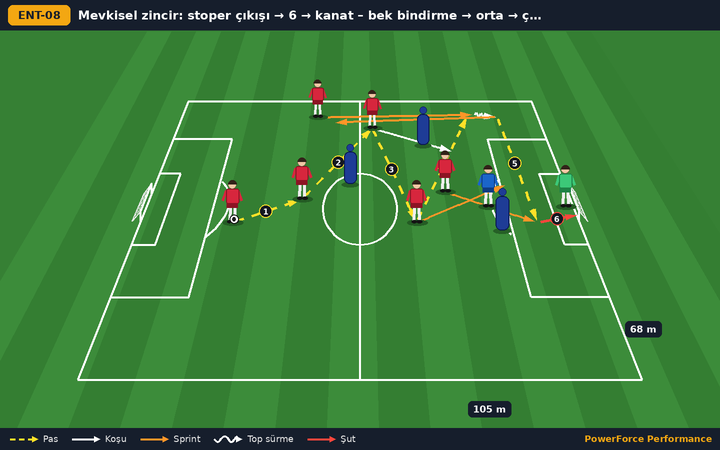 ENT-08 Mevkisel zincir: stoper çıkışı → 6 → kanat – bek bindirme → orta → ç…
2
3
5
1
6
68 m
105 m
Pas Koşu Sprint Top sürme Şut PowerForce Performance